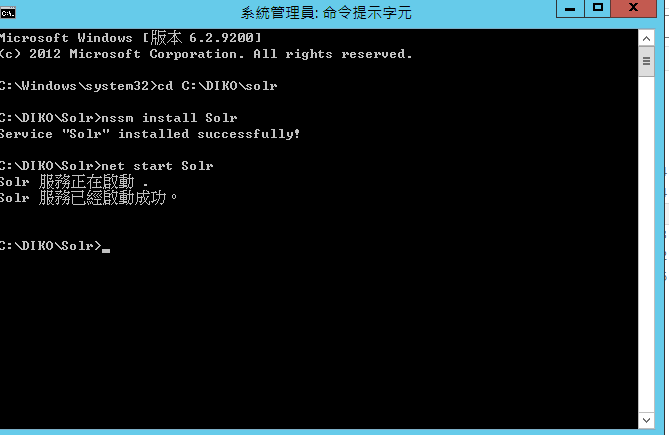 系統管理員: 命令提示字元
Microsoft Windows [版本 6.2.9200]
(c) 2012 Microsoft Corporation. All rights reserved.
C:\Windows\system32>cd C:\DIKO\solr
C:\DIKO\Solr>nssm install Solr
Service "Solr" installed successfully!
C:\DIKO\Solr>net start Solr
Solr 服務正在啟動 .
Solr 服務已經啟動成功。
C:\DIKO\Solr>_